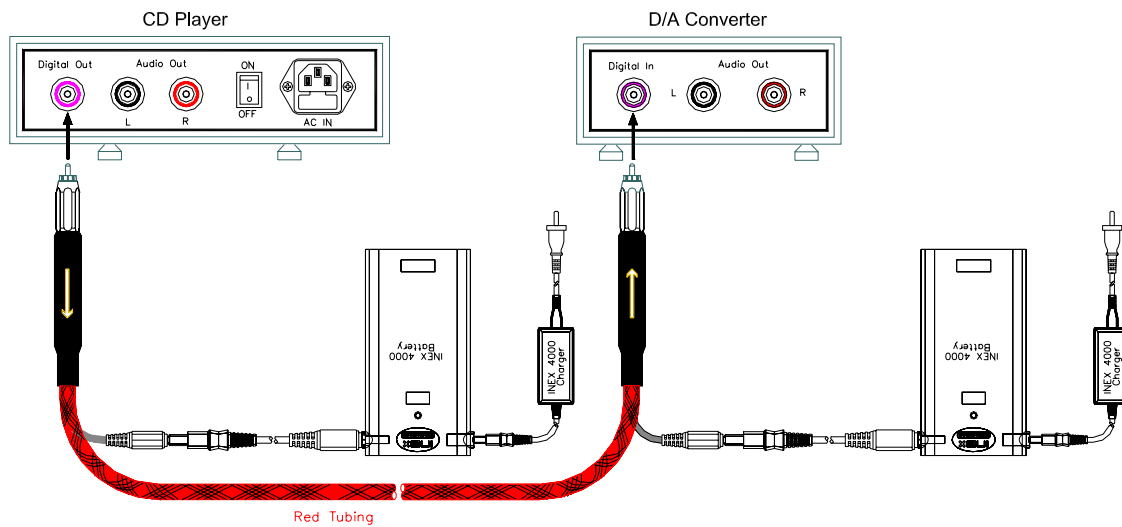 CD Player
D/A Converter
Digital Out
Audio Out
ON
OFF
L
R
AC IN
Digital In
Audio Out
L
R
INEX 4000
Battery
INEX 4000
Charger
INEX 4000
Battery
INEX 4000
Charger
Red Tubing